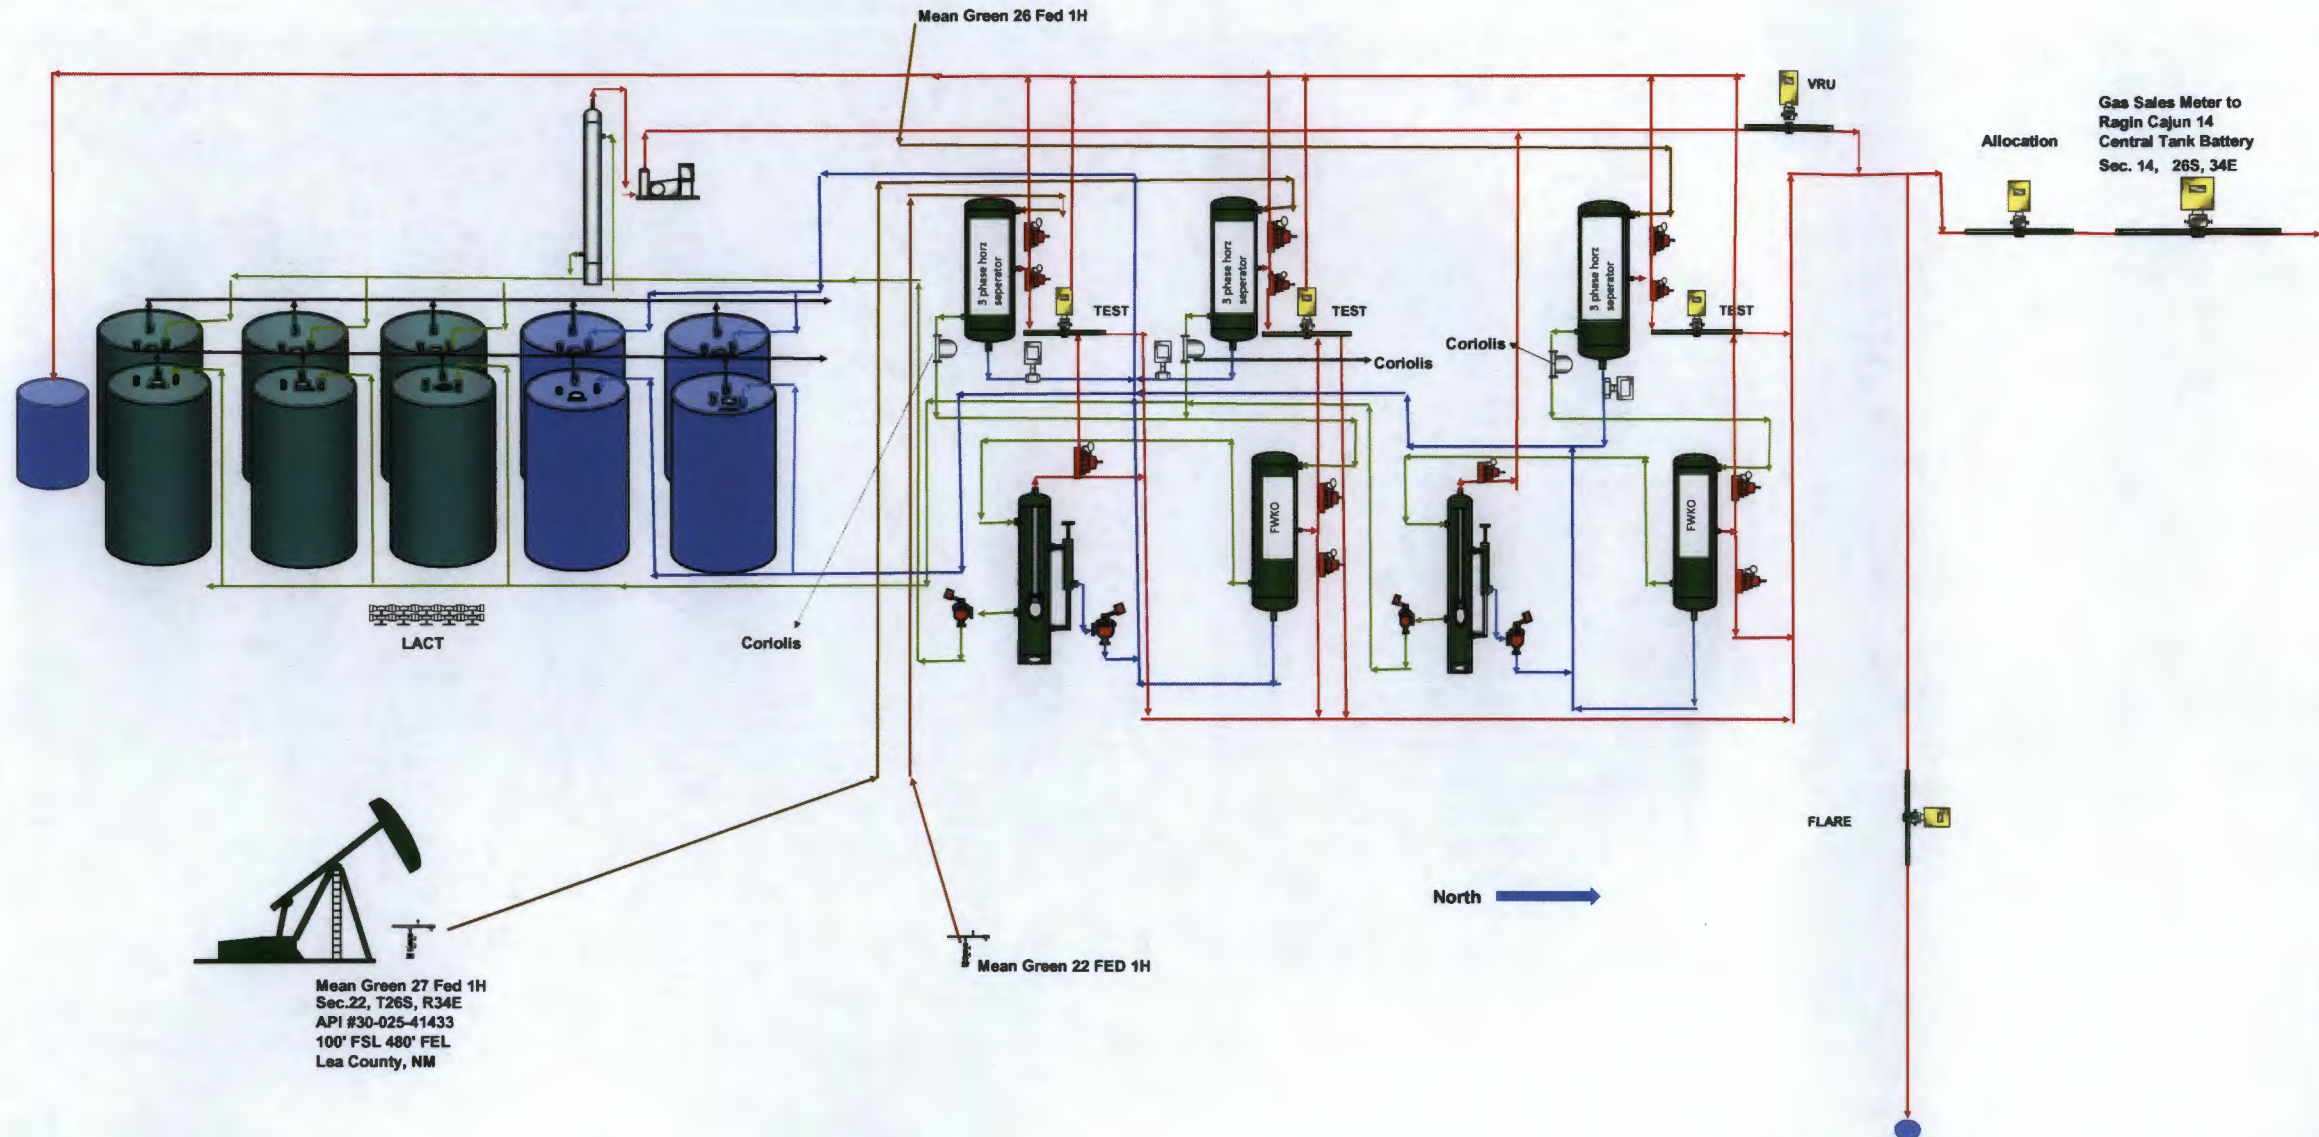 Mean Green 26 Fed 1H
VRU
Gas Sales Meter to
Ragin Cajun 14
Central Tank Battery
Sec. 14, 26S, 34E
Allocation
3 phase horz
seperator
3 phase horz
seperator
3 phase horz
seperator
TEST
TEST
TEST
Coriolis
Coriolis
FWKO
FWKO
LACT
Coriolis
FLARE
North
Mean Green 22 FED 1H
Mean Green 27 Fed 1H
Sec.22, T26S, R34E
API #30-025-41433
100' FSL 480' FEL
Lea County, NM